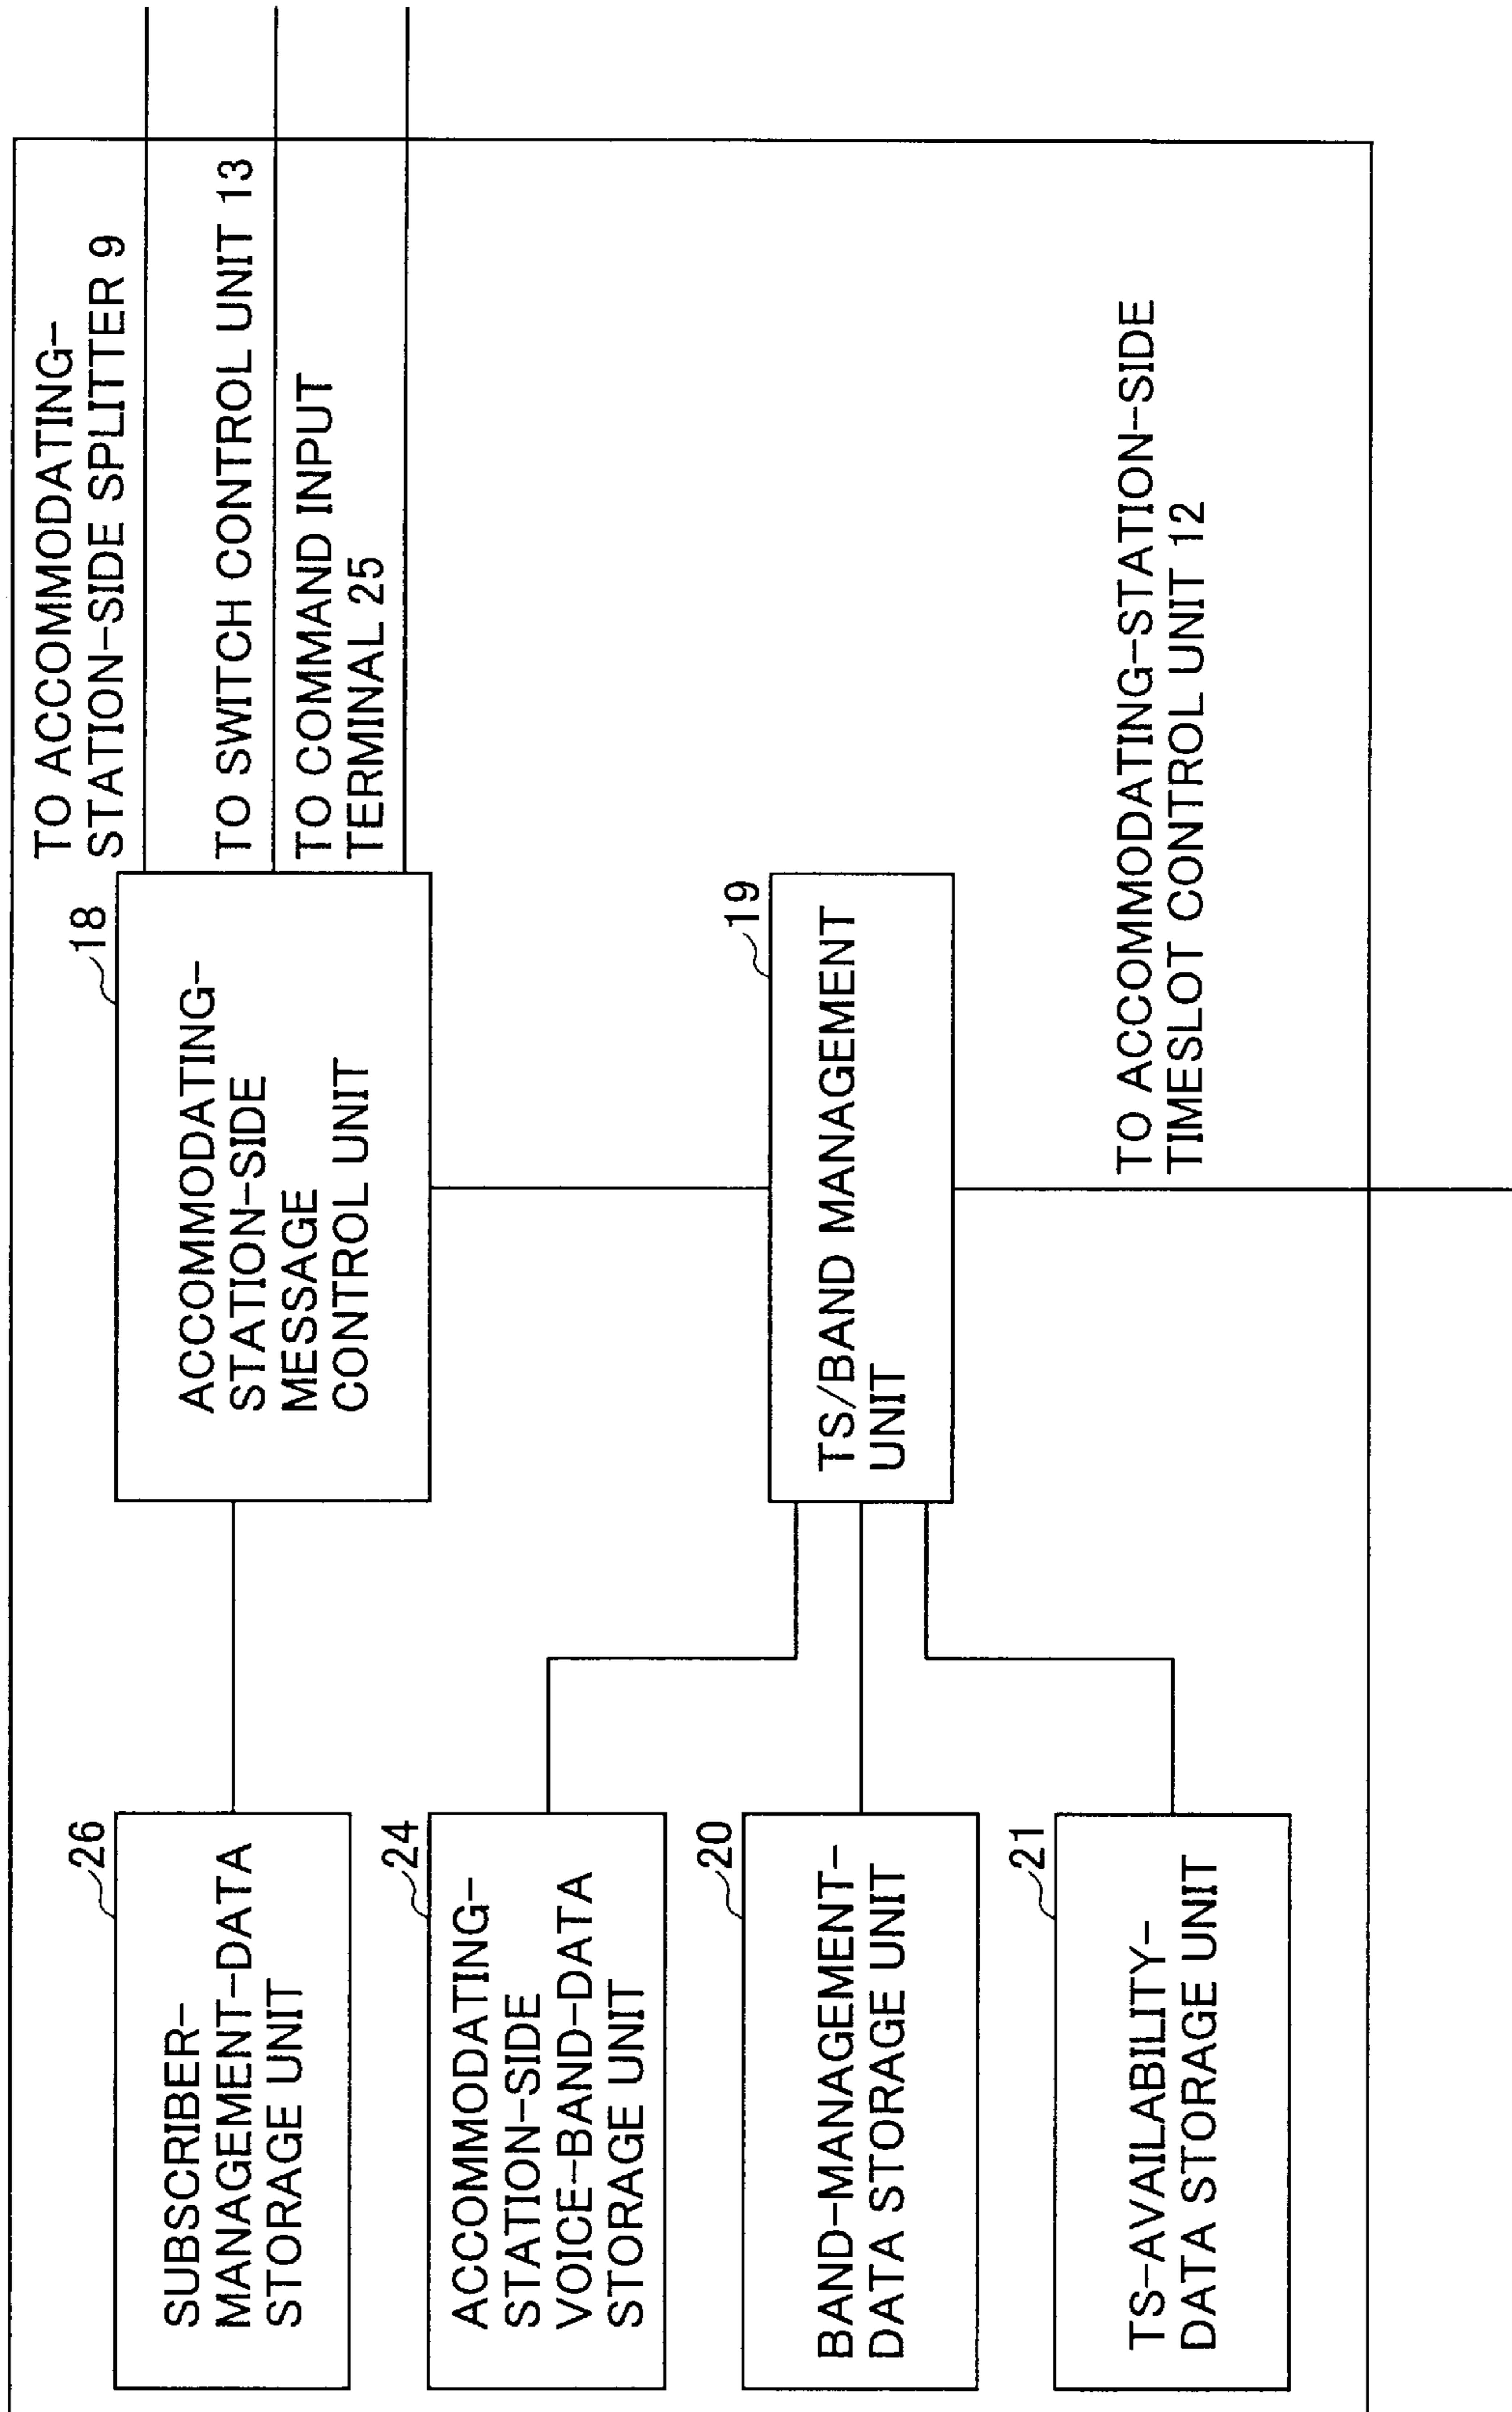 TO ACCOMMODATING-
STATION-SIDE SPLITTER 9
TO SWITCH CONTROL UNIT 13
TO COMMAND INPUT
TERMINAL 25
18
ACCOMMODATING-
STATION-SIDE
MESSAGE
CONTROL UNIT
19
TS/BAND MANAGEMENT
UNIT
TO ACCOMMODATING-STATION-SIDE
TIMESLOT CONTROL UNIT 12
26
SUBSCRIBER-
MANAGEMENT-DATA
STORAGE UNIT
24
ACCOMMODATING-
STATION-SIDE
VOICE-BAND-DATA
STORAGE UNIT
20
BAND-MANAGEMENT-
DATA STORAGE UNIT
21
TS-AVAILABILITY-
DATA STORAGE UNIT